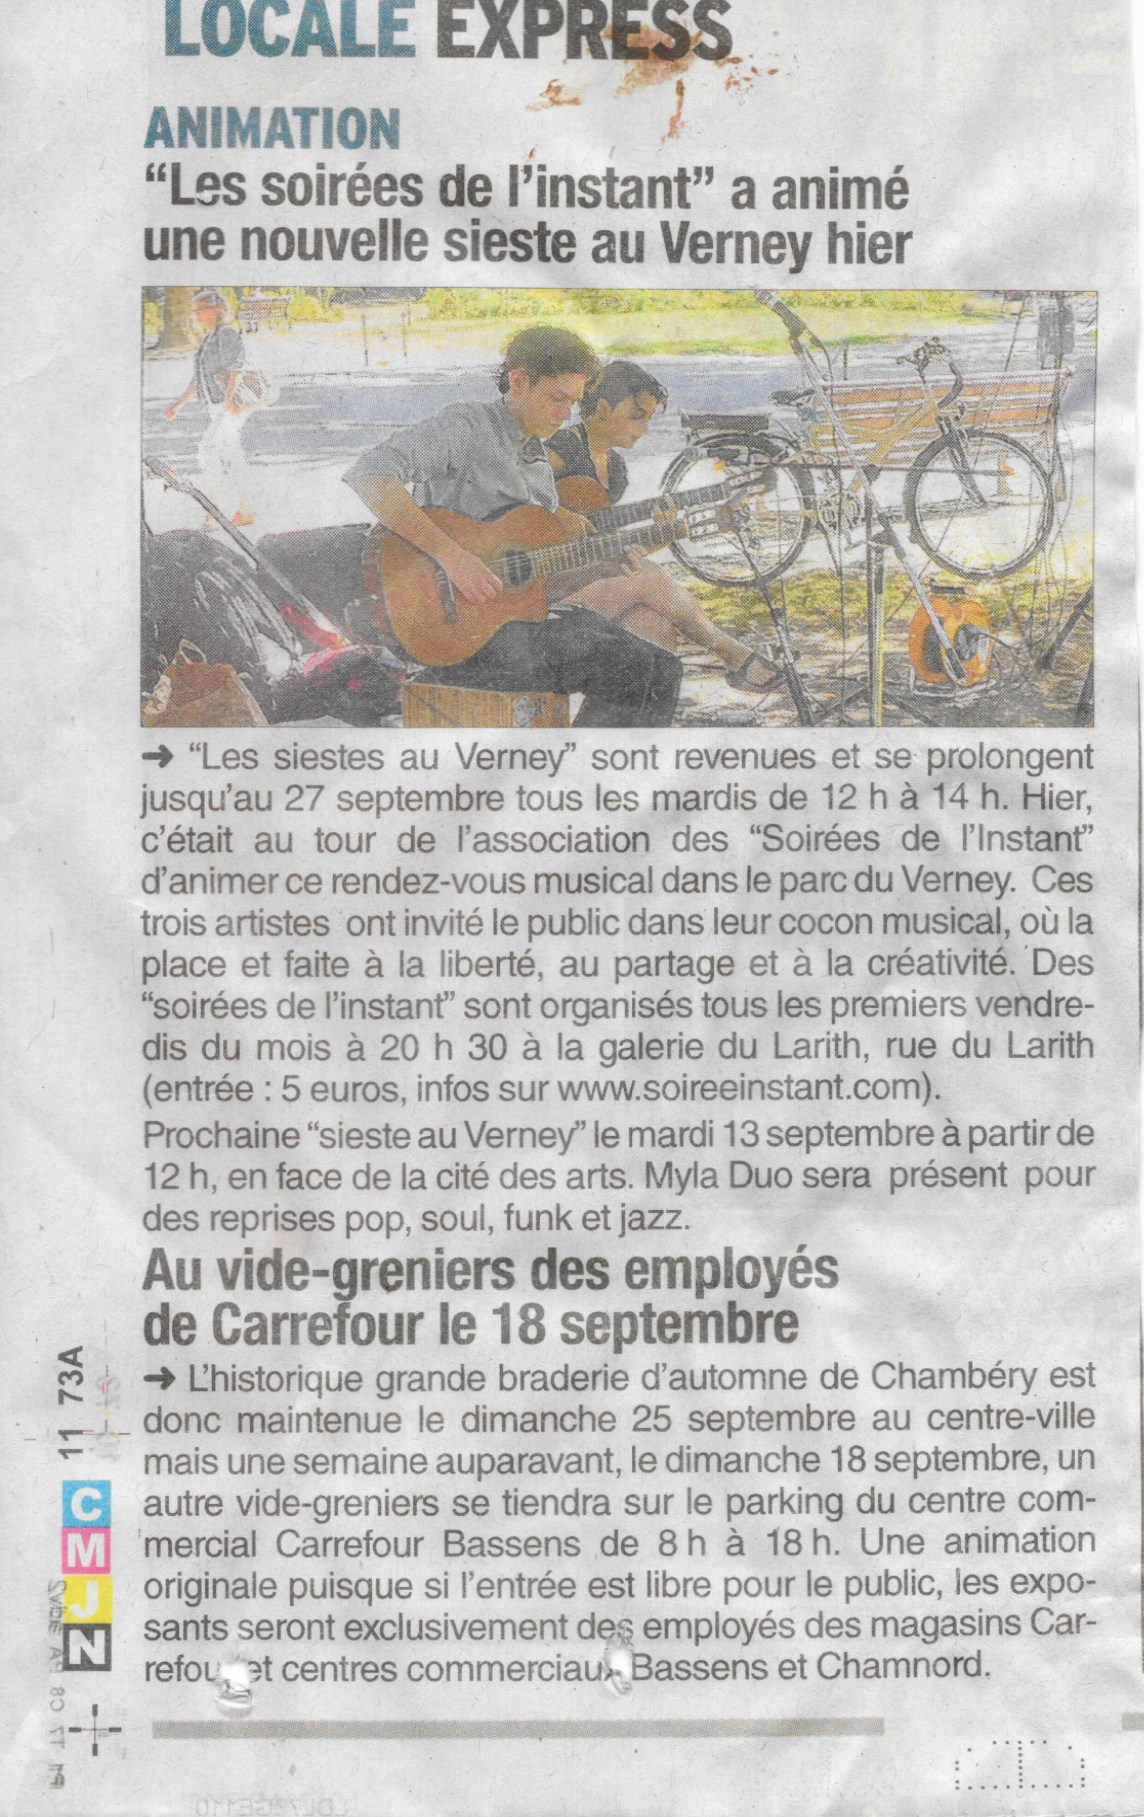 LOCALE EXPRESS
ANIMATION
“Les soirées de l’instant” a animé
une nouvelle sieste au Verney hier
➜ “Les siestes au Verney” sont revenues et se prolongent
jusqu’au 27 septembre tous les mardis de 12 h à 14 h. Hier,
c’était au tour de l’association des “Soirées de l’Instant”
d’animer ce rendez-vous musical dans le parc du Verney. Ces
trois artistes ont invité le public dans leur cocon musical, où la
place et faite à la liberté, au partage et à la créativité. Des
“soirées de l’instant” sont organisés tous les premiers vendre-
dis du mois à 20 h 30 à la galerie du Larith, rue du Larith
(entrée : 5 euros, infos sur www.soireeinstant.com).
Prochaine “sieste au Verney” le mardi 13 septembre à partir de
12 h, en face de la cité des arts. Myla Duo sera présent pour
des reprises pop, soul, funk et jazz.
Au vide-greniers des employés
de Carrefour le 18 septembre
➜ L’historique grande braderie d’automne de Chambéry est
donc maintenue le dimanche 25 septembre au centre-ville
mais une semaine auparavant, le dimanche 18 septembre, un
autre vide-greniers se tiendra sur le parking du centre com-
mercial Carrefour Bassens de 8 h à 18 h. Une animation
originale puisque si l’entrée est libre pour le public, les expo-
sants seront exclusivement des employés des magasins Car-
refour et centres commerciaux Bassens et Chamnord.
11 73A
C
M
J
N